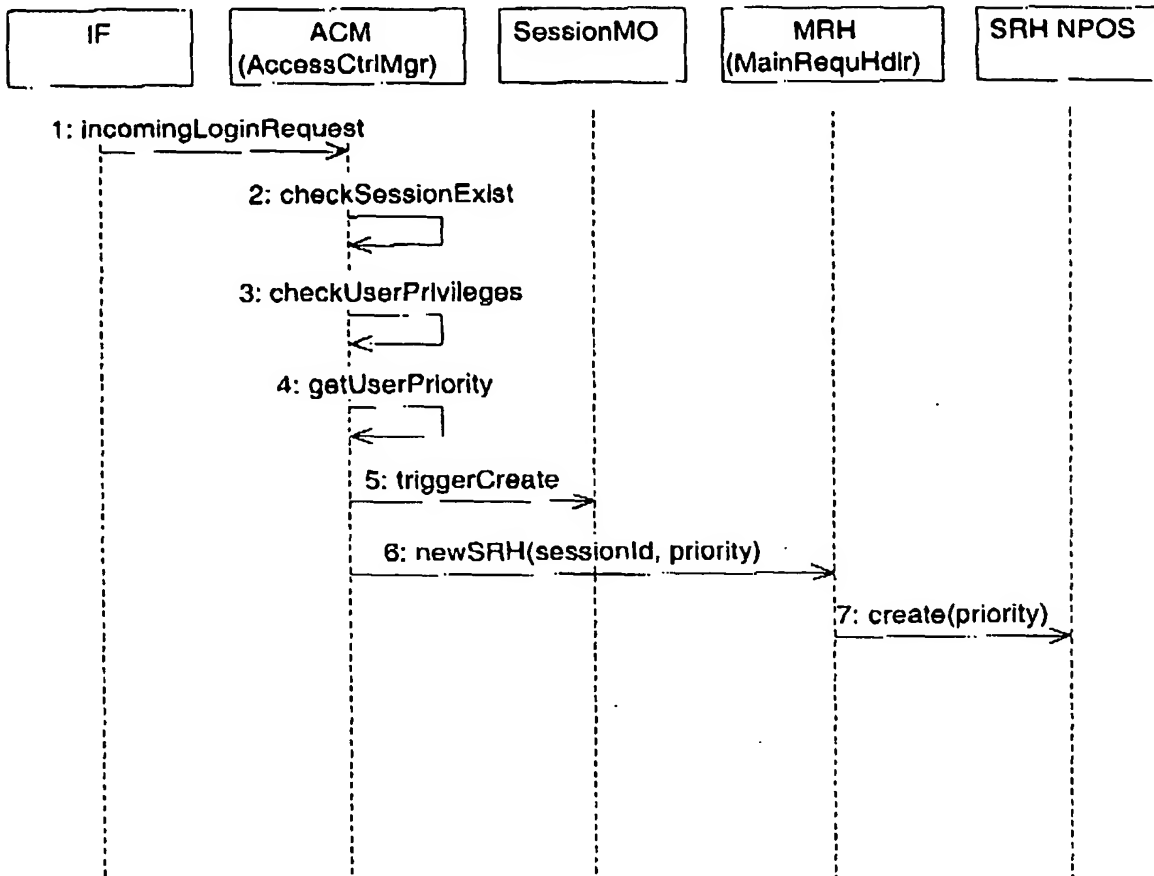 IF
ACM
(AccessCtrlMgr)
SessionMO
MRH
(MainRequHdlr)
SRH NPOS
1: incomingLoginRequest
2: checkSessionExist
3: checkUserPrivileges
4: getUserPriority
5: triggerCreate
6: newSRH(sessionId, priority)
7: create(priority)